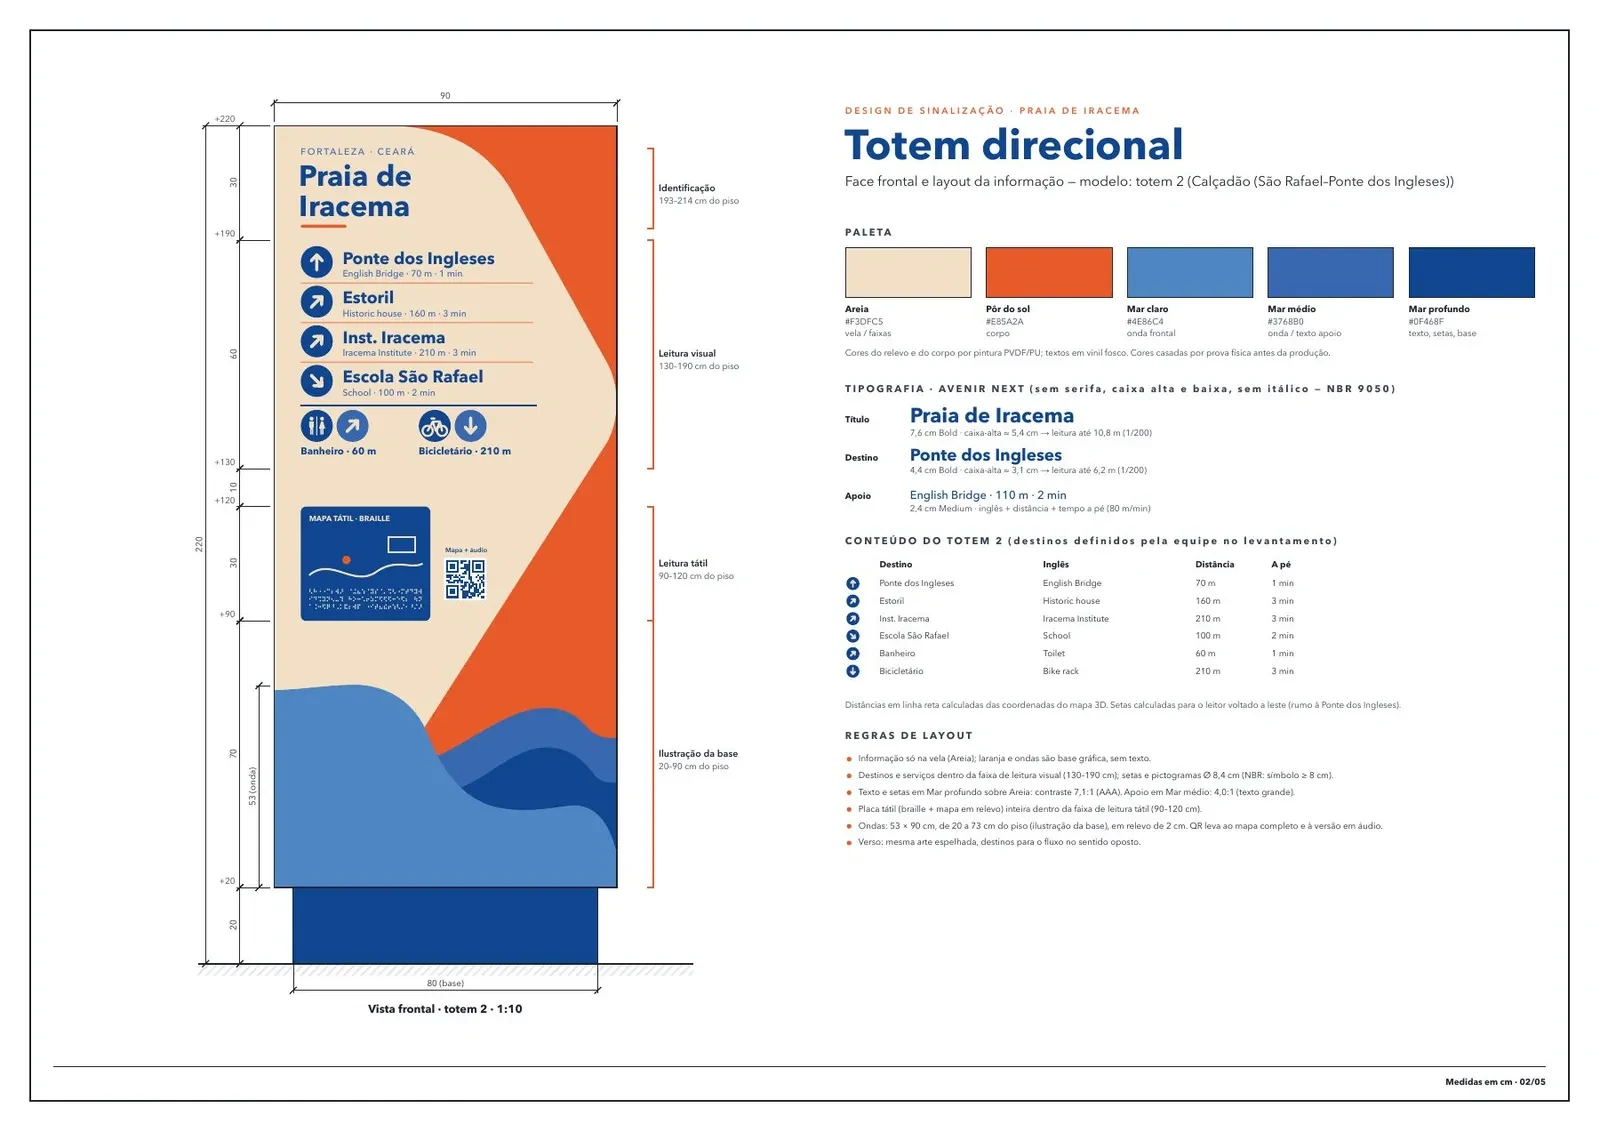 90
+220
30
+190
60
+130
10
+120
220
30
+90
70
53 (onda)
+20
20
80 (base)
Vista frontal · totem 2 · 1:10
FORTALEZA · CEARÁ
Praia de
Iracema
Ponte dos Ingleses
English Bridge · 70 m · 1 min
Estoril
Historic house · 160 m · 3 min
Inst. Iracema
Iracema Institute · 210 m · 3 min
Escola São Rafael
School · 100 m · 2 min
Banheiro · 60 m
Bicicletário · 210 m
MAPA TÁTIL · BRAILLE
Mapa + áudio
Identificação
193–214 cm do piso
Leitura visual
130–190 cm do piso
Leitura tátil
90–120 cm do piso
Ilustração da base
20–90 cm do piso
DESIGN DE SINALIZAÇÃO · PRAIA DE IRACEMA
Totem direcional
Face frontal e layout da informação — modelo: totem 2 (Calçadão (São Rafael–Ponte dos Ingleses))
PALETA
Areia
#F3DFC5
vela / faixas
Pôr do sol
#E85A2A
corpo
Mar claro
#4E86C4
onda frontal
Mar médio
#3768B0
onda / texto apoio
Mar profundo
#0F468F
texto, setas, base
Cores do relevo e do corpo por pintura PVDF/PU; textos em vinil fosco. Cores casadas por prova física antes da produção.
TIPOGRAFIA · AVENIR NEXT (sem serifa, caixa alta e baixa, sem itálico — NBR 9050)
Título
Praia de Iracema
7,6 cm Bold · caixa-alta ≈ 5,4 cm → leitura até 10,8 m (1/200)
Destino
Ponte dos Ingleses
4,4 cm Bold · caixa-alta ≈ 3,1 cm → leitura até 6,2 m (1/200)
Apoio
English Bridge · 110 m · 2 min
2,4 cm Medium · inglês + distância + tempo a pé (80 m/min)
CONTEÚDO DO TOTEM 2 (destinos definidos pela equipe no levantamento)
Destino Inglês Distância A pé
Ponte dos Ingleses English Bridge 70 m 1 min
Estoril Historic house 160 m 3 min
Inst. Iracema Iracema Institute 210 m 3 min
Escola São Rafael School 100 m 2 min
Banheiro Toilet 60 m 1 min
Bicicletário Bike rack 210 m 3 min
Distâncias em linha reta calculadas das coordenadas do mapa 3D. Setas calculadas para o leitor voltado a leste (rumo à Ponte dos Ingleses).
REGRAS DE LAYOUT
Informação só na vela (Areia); laranja e ondas são base gráfica, sem texto.
Destinos e serviços dentro da faixa de leitura visual (130–190 cm); setas e pictogramas Ø 8,4 cm (NBR: símbolo ≥ 8 cm).
Texto e setas em Mar profundo sobre Areia: contraste 7,1:1 (AAA). Apoio em Mar médio: 4,0:1 (texto grande).
Placa tátil (braille + mapa em relevo) inteira dentro da faixa de leitura tátil (90–120 cm).
Ondas: 53 × 90 cm, de 20 a 73 cm do piso (ilustração da base), em relevo de 2 cm. QR leva ao mapa completo e à versão em áudio.
Verso: mesma arte espelhada, destinos para o fluxo no sentido oposto.
Medidas em cm · 02/05